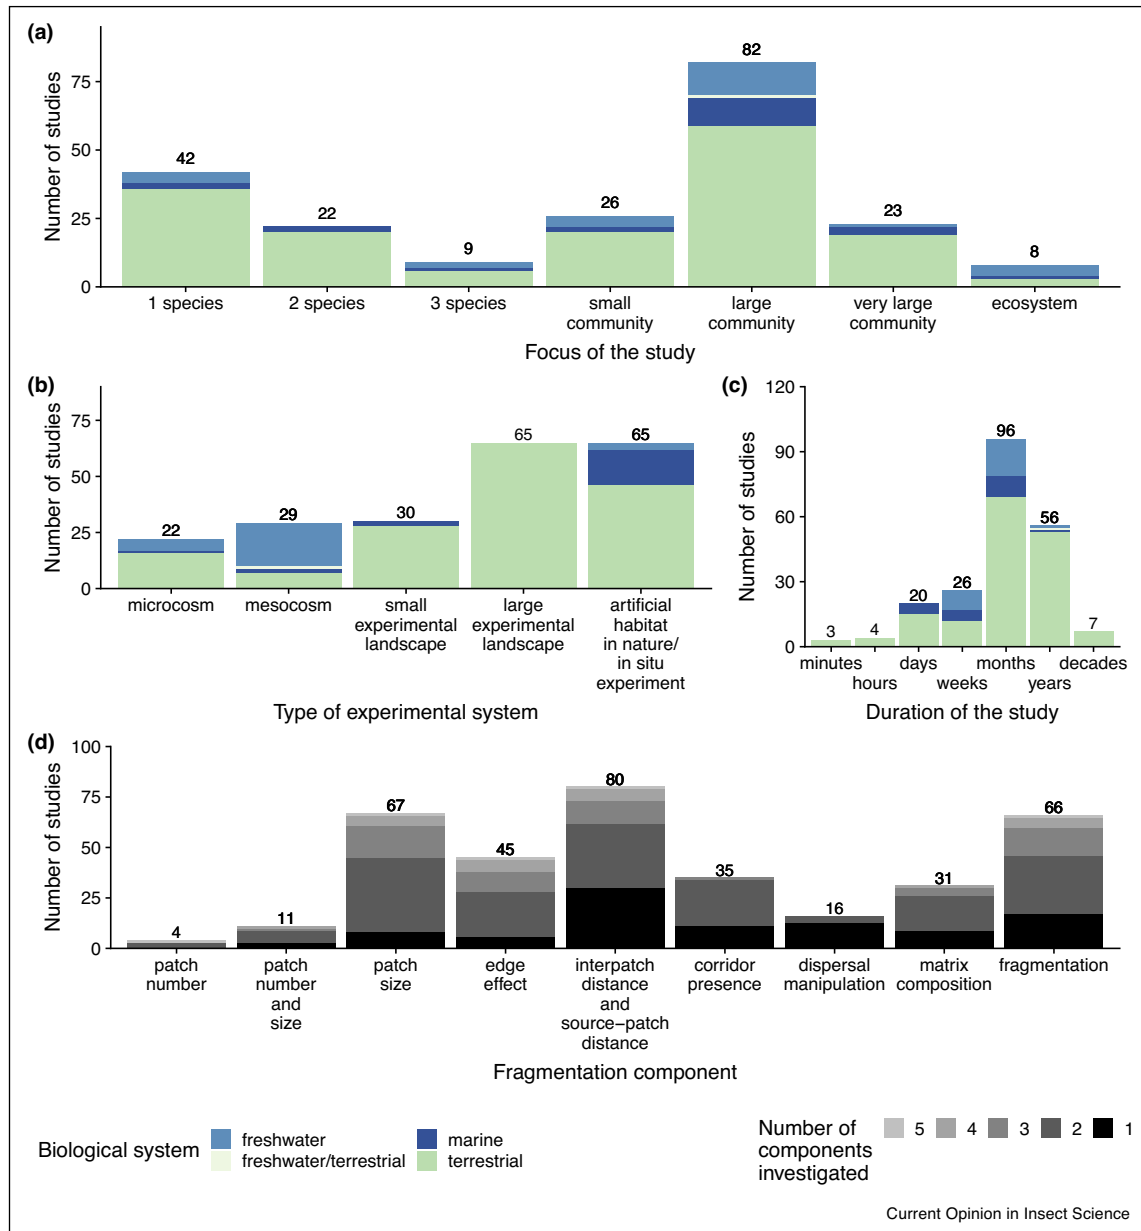 (a)
Number of studies
75
50
25
0
42
22
9
26
82
23
8
1 species
2 species
3 species
small
community
large
community
very large
community
ecosystem
Focus of the study
(b)
Number of studies
75
50
25
0
22
29
30
65
65
microcosm
mesocosm
small
experimental
landscape
large
experimental
landscape
artificial
habitat
in nature/
in situ
experiment
Type of experimental system
(c)
Number of studies
120
90
60
30
0
3
4
20
26
96
56
7
minutes
hours
days
weeks
months
years
decades
Duration of the study
(d)
Number of studies
100
75
50
25
0
4
11
67
45
80
35
16
31
66
patch
number
patch
number
and
size
patch
size
edge
effect
interpatch
distance
and
source−patch
distance
corridor
presence
dispersal
manipulation
matrix
composition
fragmentation
Fragmentation component
Biological system
freshwater
freshwater/terrestrial
marine
terrestrial
Number of
components
investigated
5 4 3 2 1
Current Opinion in Insect Science